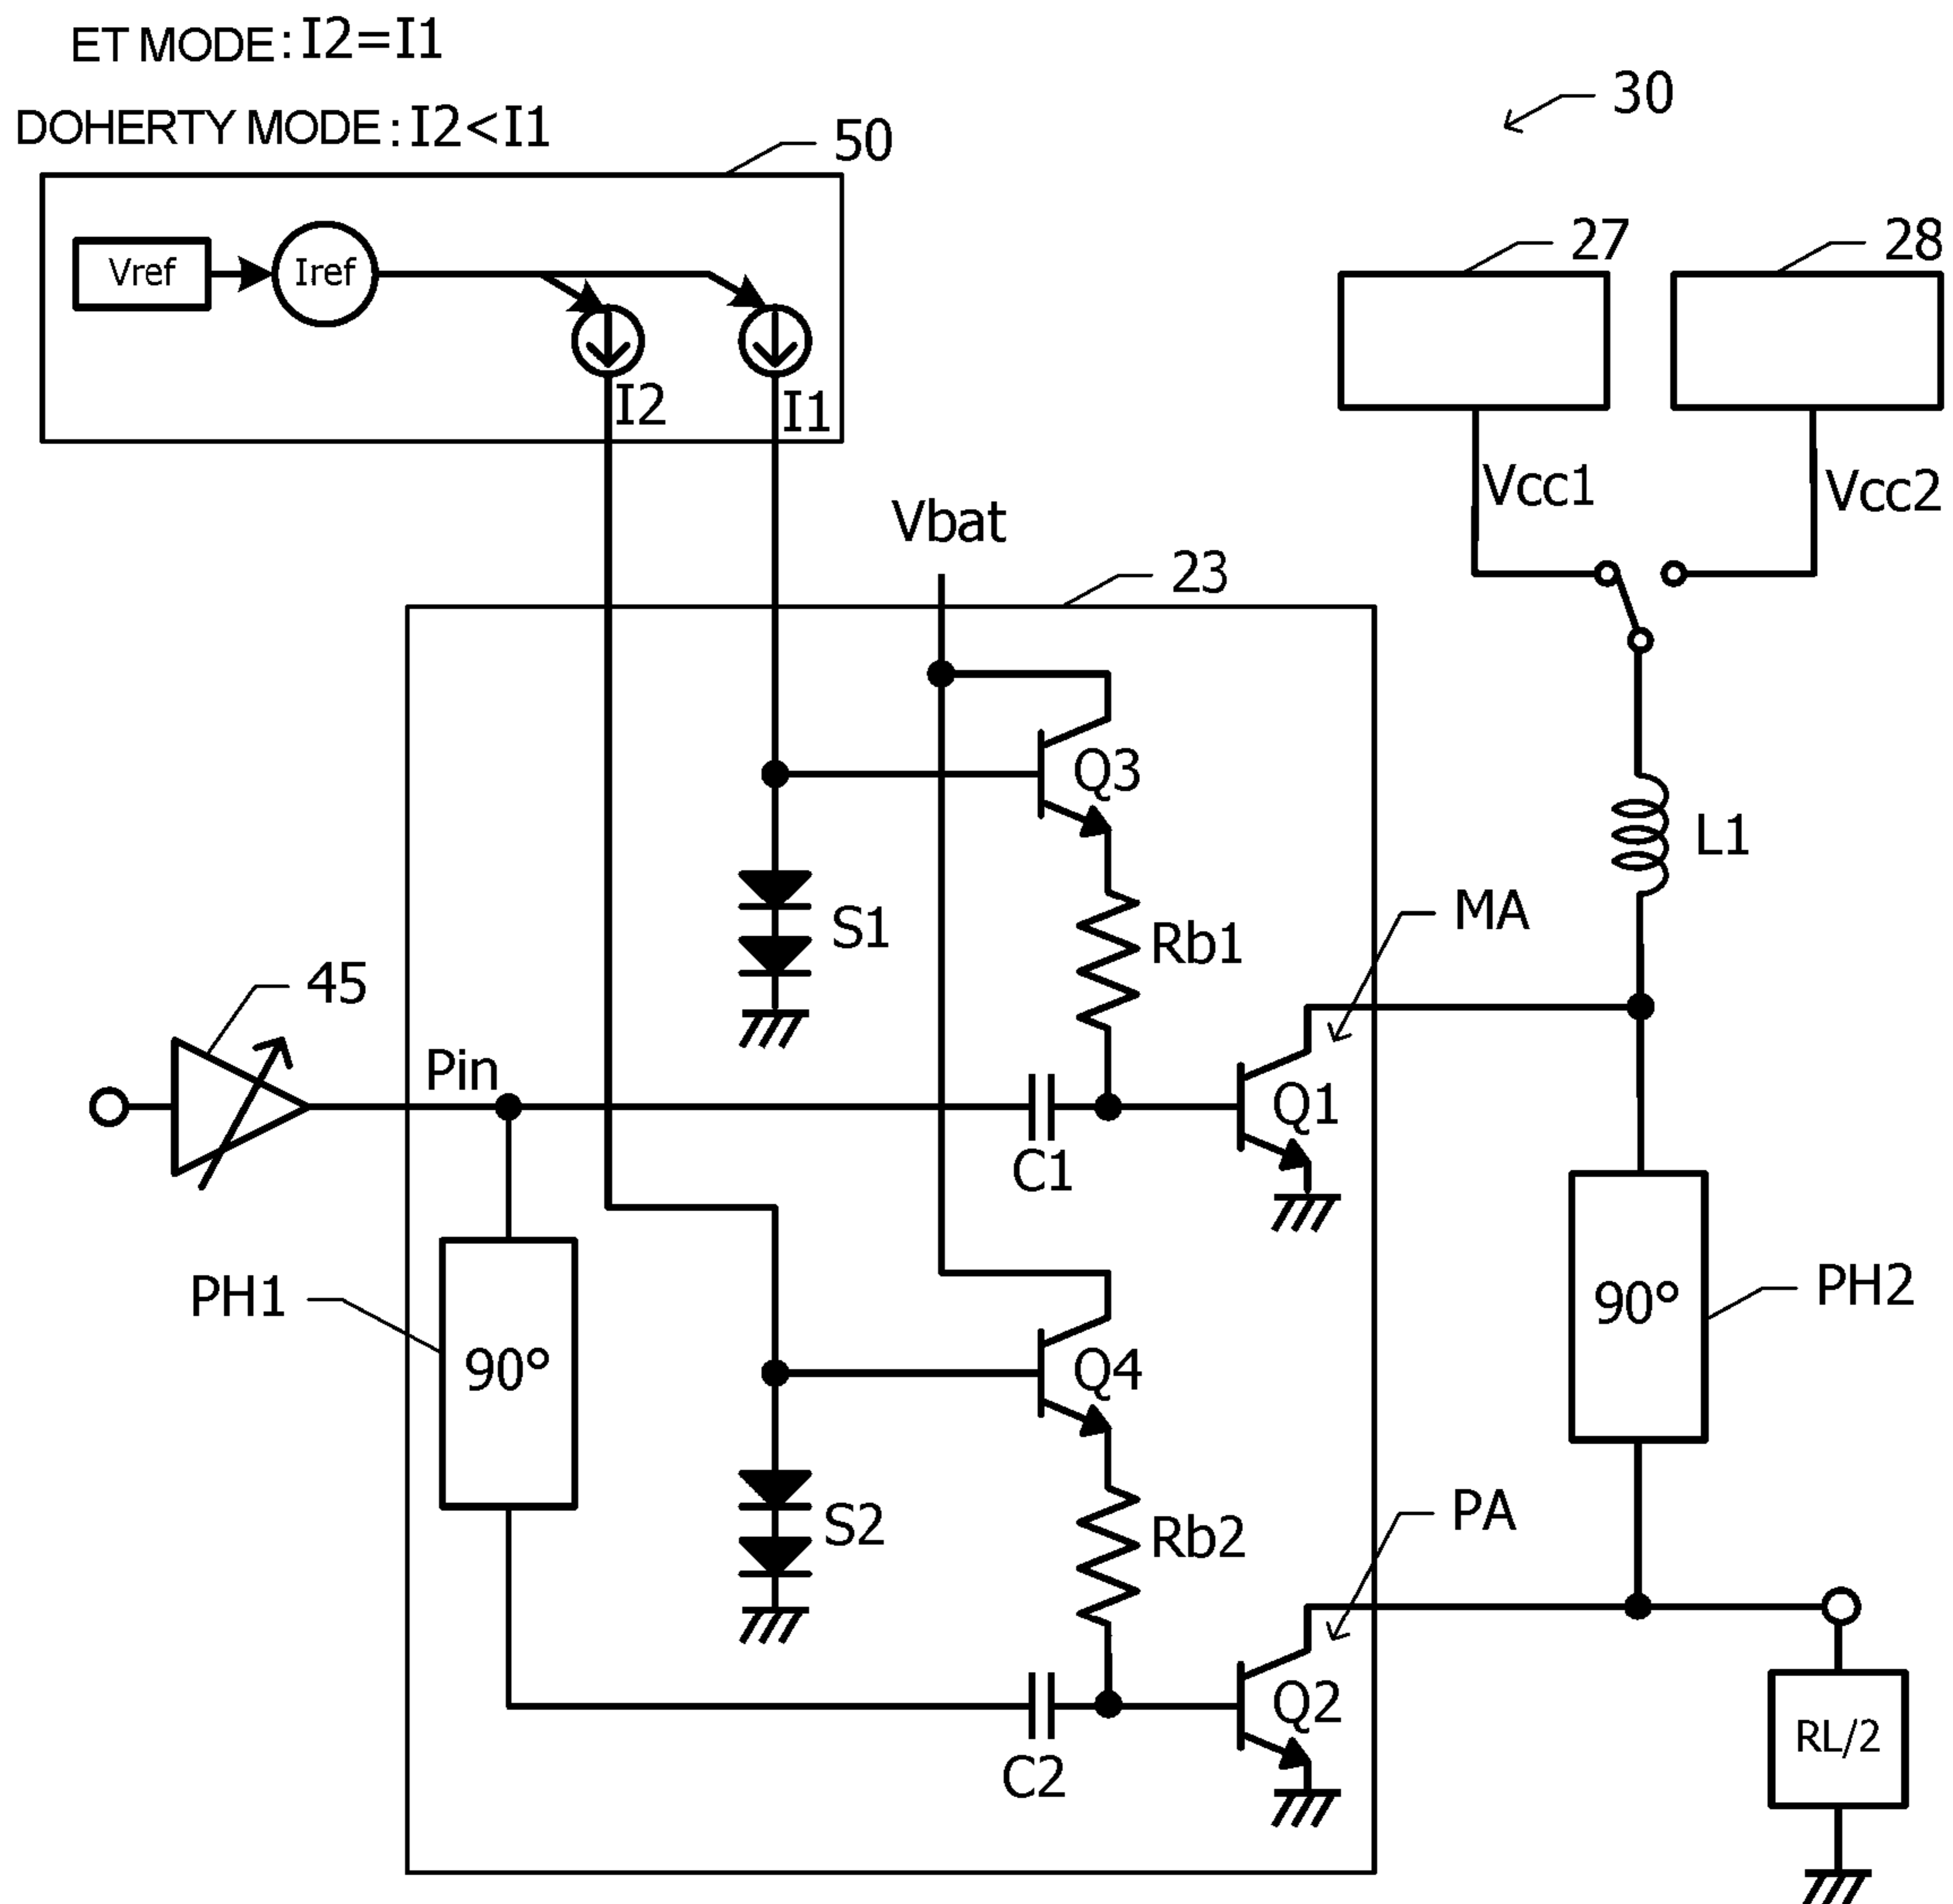 ET MODE: I2=I1
DOHERTY MODE: I2<I1
30
50
Vref
Iref
I2
I1
27
28
Vcc1
Vcc2
Vbat
23
Q3
L1
S1
Rb1
MA
45
Pin
C1
Q1
PH1
90°
90°
PH2
Q4
S2
Rb2
PA
C2
Q2
RL/2